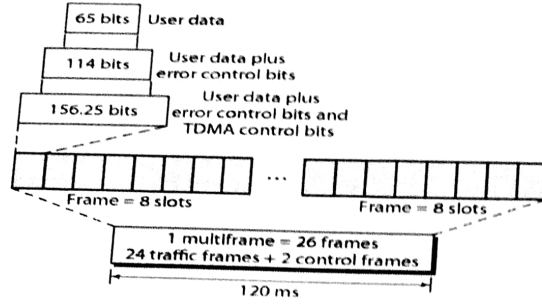 65 bits
User data
114 bits
User data plus
error control bits
156.25 bits
User data plus
error control bits and
TDMA control bits
...
Frame = 8 slots
Frame = 8 slots
1 multiframe = 26 frames
24 traffic frames + 2 control frames
120 ms